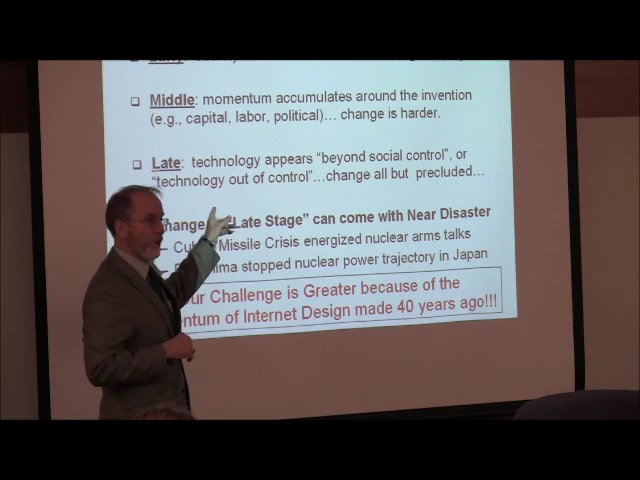 Middle: momentum accumulates around the invention
(e.g., capital, labor, political)… change is harder.
Late: technology appears “beyond social control”, or
“technology out of control”…change all but precluded…
“Late Stage” can come with Near Disaster
– Missile Crisis energized nuclear arms talks
– stopped nuclear power trajectory in Japan
Challenge is Greater because of the
of Internet Design made 40 years ago!!!